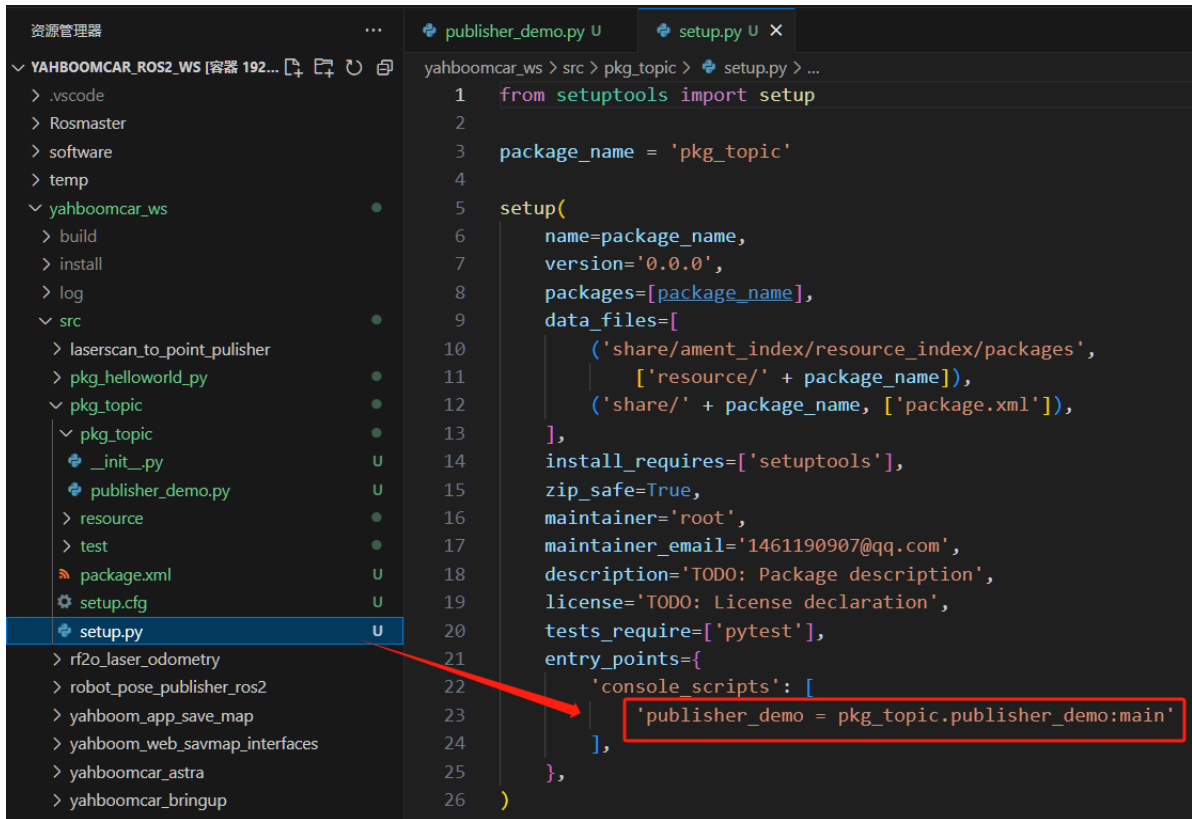 资源管理器
···
YAHBOOMCAR_ROS2_WS [容器 192...
.vscode
Rosmaster
software
temp
yahboomcar_ws
build
install
log
src
laserscan_to_point_pulisher
pkg_helloworld_py
pkg_topic
pkg_topic
__init__.py U
publisher_demo.py U
resource
test
package.xml U
setup.cfg U
setup.py U
rf2o_laser_odometry
robot_pose_publisher_ros2
yahboom_app_save_map
yahboom_web_savmap_interfaces
yahboomcar_astra
yahboomcar_bringup
publisher_demo.py U
setup.py U ×
yahboomcar_ws > src > pkg_topic > setup.py > ...
1 from setuptools import setup
2
3 package_name = 'pkg_topic'
4
5 setup(
6 name=package_name,
7 version='0.0.0',
8 packages=[package_name],
9 data_files=[
10 ('share/ament_index/resource_index/packages',
11 ['resource/' + package_name]),
12 ('share/' + package_name, ['package.xml']),
13 ],
14 install_requires=['setuptools'],
15 zip_safe=True,
16 maintainer='root',
17 maintainer_email='1461190907@qq.com',
18 description='TODO: Package description',
19 license='TODO: License declaration',
20 tests_require=['pytest'],
21 entry_points={
22 'console_scripts': [
23 'publisher_demo = pkg_topic.publisher_demo:main'
24 ],
25 },
26 )